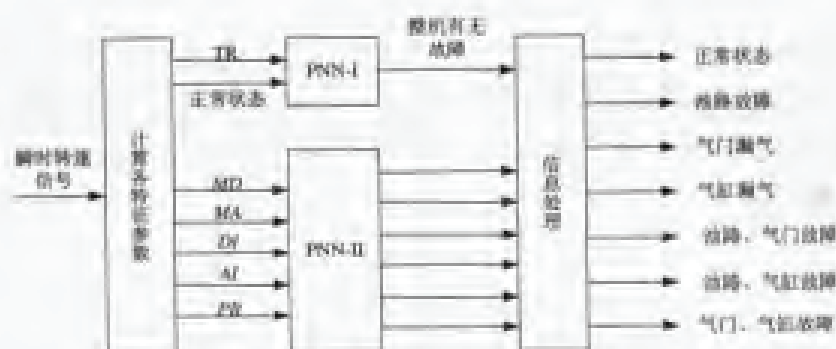 瞬时转速
信号
计算各特征参数
TR
正常状态
MD
MA
DI
AI
PB
PNN-I
PNN-II
整机有无
故障
信息处理
正常状态
油路故障
气门漏气
气缸漏气
油路、气门故障
油路、气缸故障
气门、气缸故障